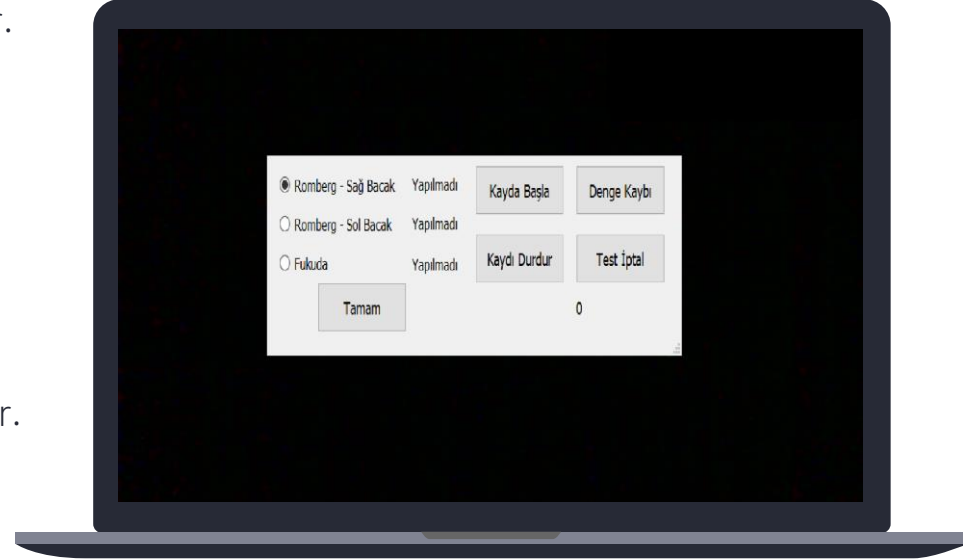 r.
Romberg - Sağ Bacak Yapılmadı Kayda Başla Denge Kaybı
Romberg - Sol Bacak Yapılmadı
Fukuda Yapılmadı Kaydı Durdur Test İptal
Tamam 0
r.